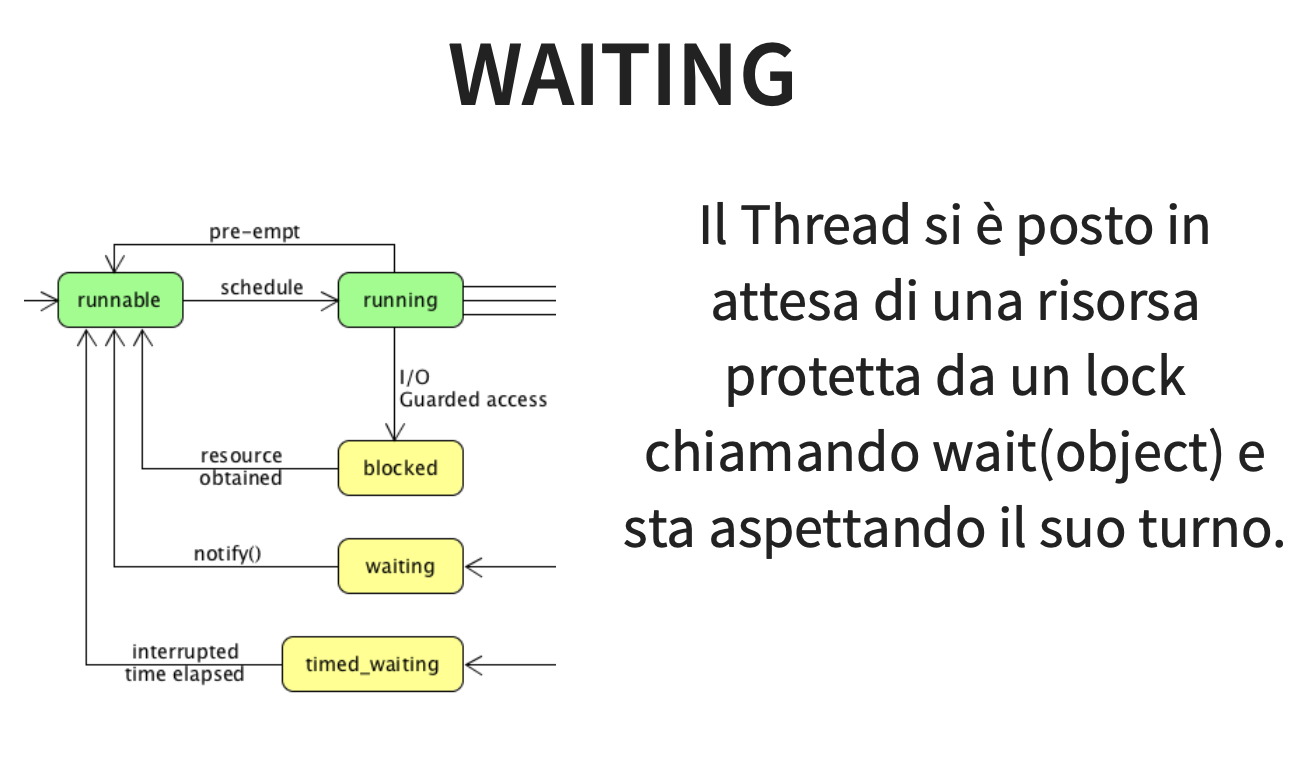 WAITING
pre-empt
runnable
schedule
running
I/O
Guarded access
resource
obtained
blocked
notify()
waiting
interrupted
time elapsed
timed_waiting
Il Thread si è posto in
attesa di una risorsa
protetta da un lock
chiamando wait(object) e
sta aspettando il suo turno.